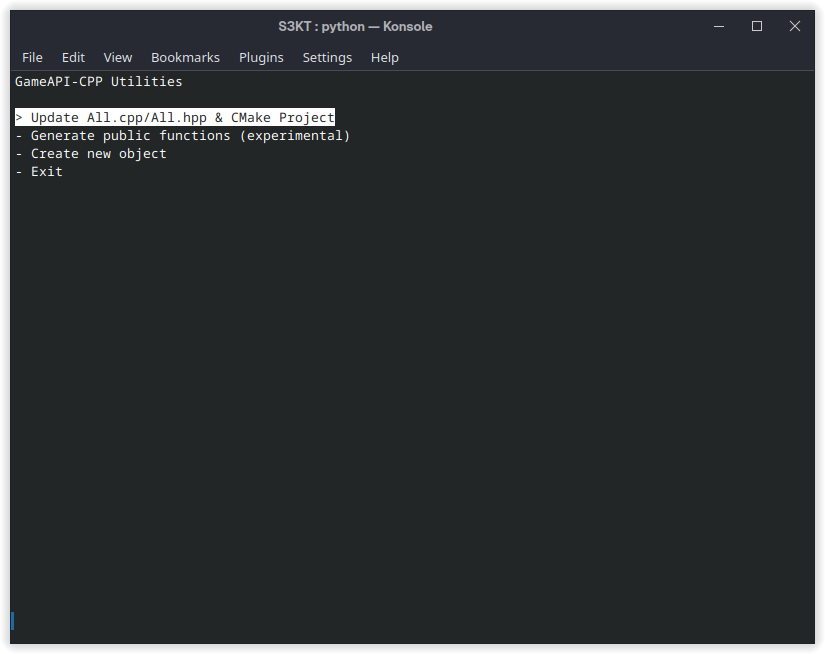 S3KT : python — Konsole
File Edit View Bookmarks Plugins Settings Help
GameAPI-CPP Utilities
> Update All.cpp/All.hpp & CMake Project
- Generate public functions (experimental)
- Create new object
- Exit